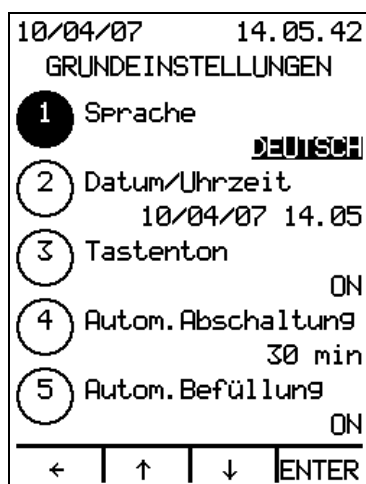 10/04/07 14.05.42
GRUNDEINSTELLUNGEN
1 Sprache
DEUTSCH
2 Datum/Uhrzeit
10/04/07 14.05
3 Tastenton
ON
4 Autom.Abschaltung
30 min
5 Autom.Befüllung
ON
← ↑ ↓ ENTER